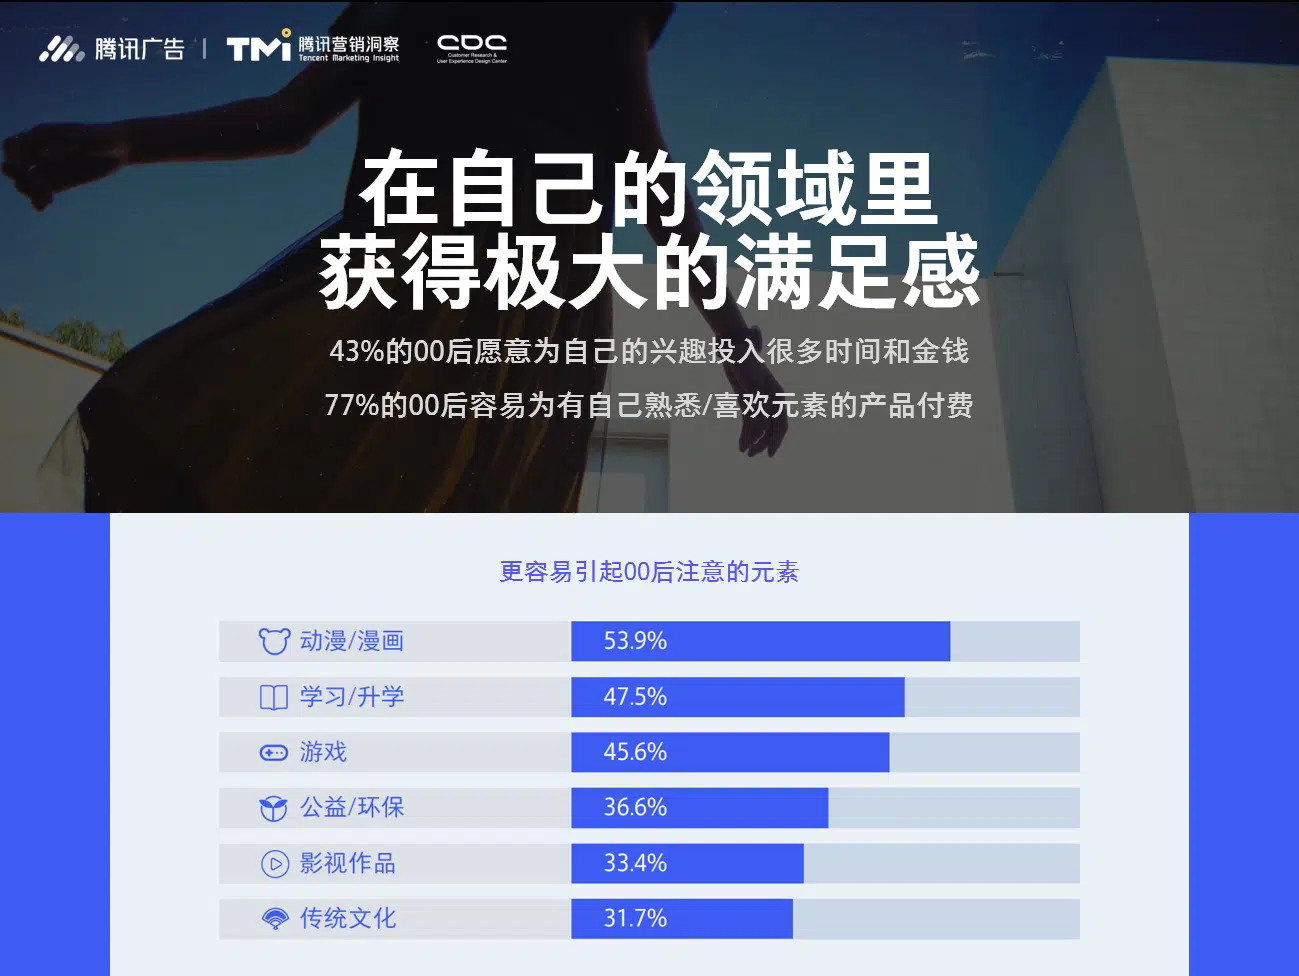 腾讯广告
TMi 腾讯营销洞察
Tencent Marketing Insight
CDC
Customer Research &
User Experience Design Center
在自己的领域里
获得极大的满足感
43%的00后愿意为自己的兴趣投入很多时间和金钱
77%的00后容易为有自己熟悉/喜欢元素的产品付费
更容易引起00后注意的元素
动漫/漫画 53.9%
学习/升学 47.5%
游戏 45.6%
公益/环保 36.6%
影视作品 33.4%
传统文化 31.7%